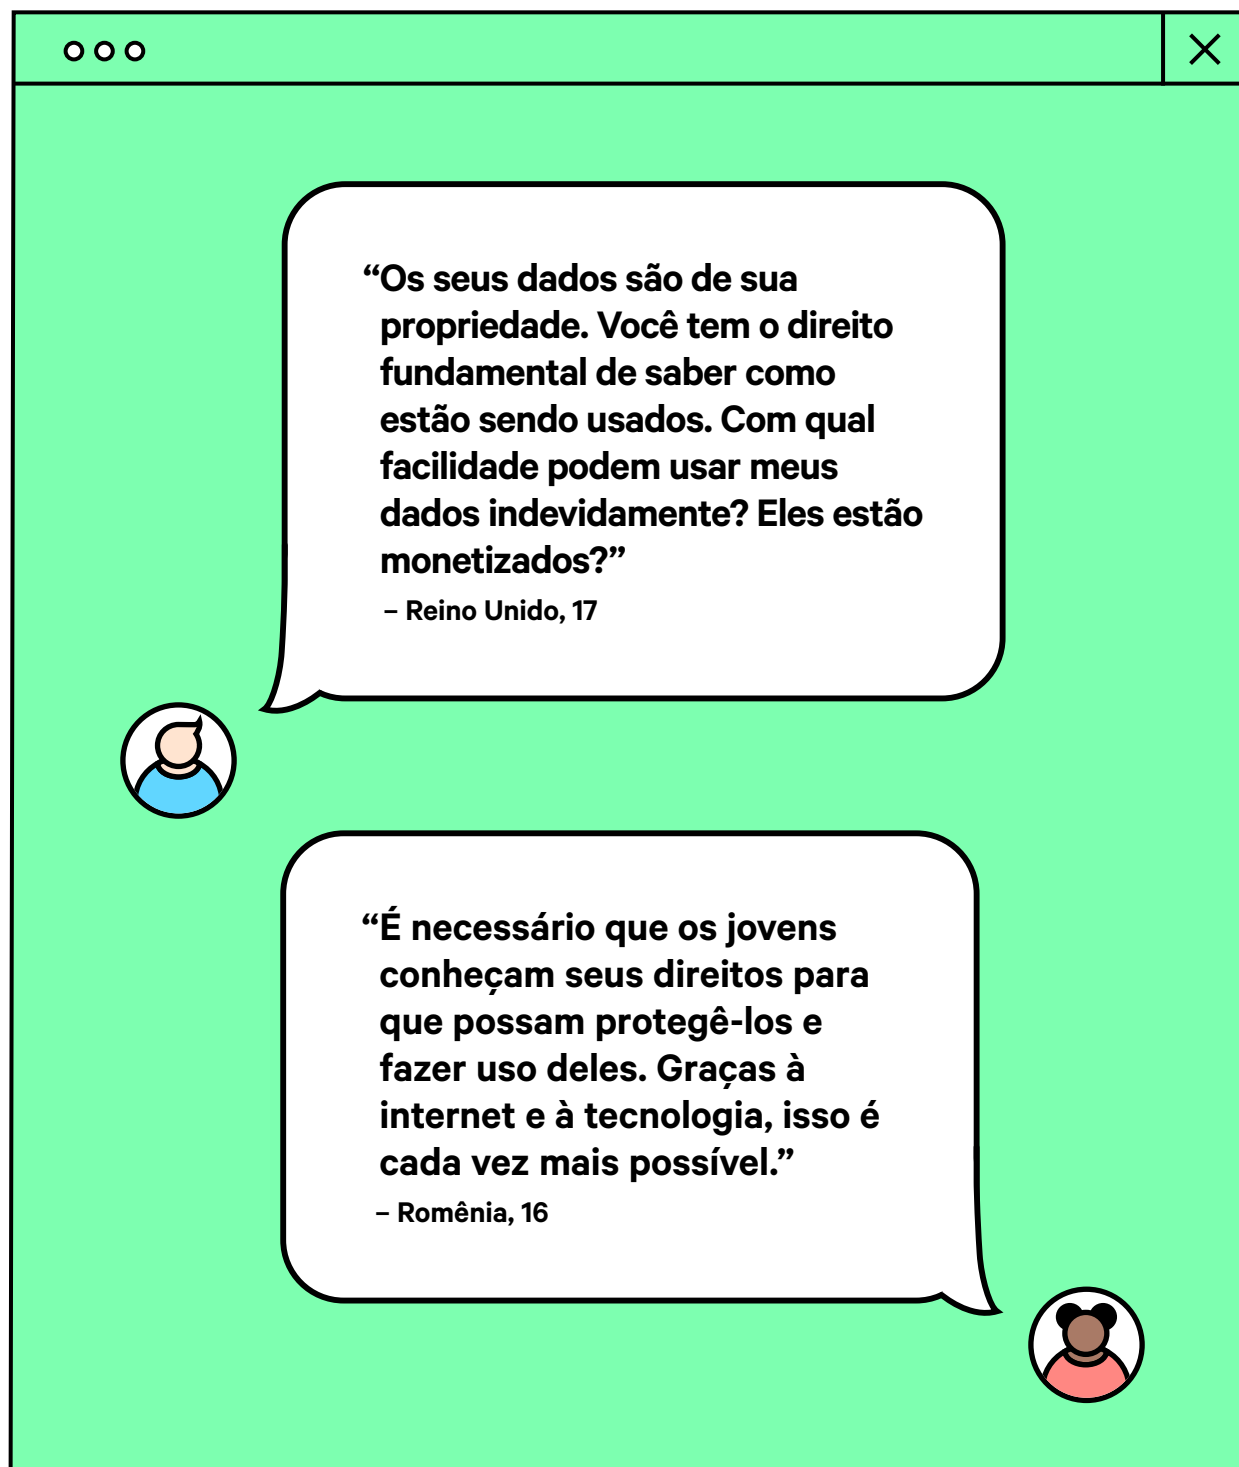 “Os seus dados são de sua
propriedade. Você tem o direito
fundamental de saber como
estão sendo usados. Com qual
facilidade podem usar meus
dados indevidamente? Eles estão
monetizados?”
– Reino Unido, 17
“É necessário que os jovens
conheçam seus direitos para
que possam protegê-los e
fazer uso deles. Graças à
internet e à tecnologia, isso é
cada vez mais possível.”
– Romênia, 16